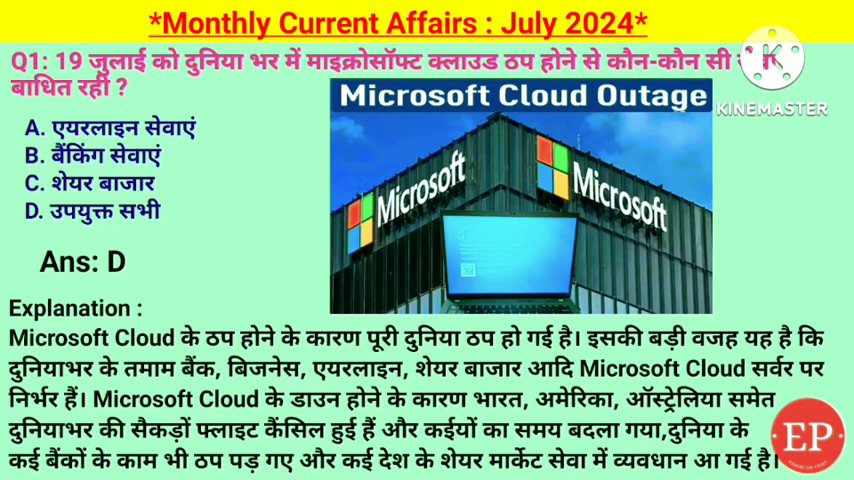 *Monthly Current Affairs : July 2024*
Q1: 19 जुलाई को दुनिया भर में माइक्रोसॉफ्ट क्लाउड ठप होने से कौन-कौन सी
बाधित रही ?
KINEMASTER
Microsoft Cloud Outage
A. एयरलाइन सेवाएं
B. बैंकिंग सेवाएं
C. शेयर बाजार
D. उपयुक्त सभी
Microsoft
Microsoft
Ans: D
Explanation :
Microsoft Cloud के ठप होने के कारण पूरी दुनिया ठप हो गई है। इसकी बड़ी वजह यह है कि
दुनियाभर के तमाम बैंक, बिजनेस, एयरलाइन, शेयर बाजार आदि Microsoft Cloud सर्वर पर
निर्भर हैं। Microsoft Cloud के डाउन होने के कारण भारत, अमेरिका, ऑस्ट्रेलिया समेत
दुनियाभर की सैकड़ों फ्लाइट कैंसिल हुई हैं और कईयों का समय बदला गया,दुनिया के
कई बैंकों के काम भी ठप पड़ गए और कई देश के शेयर मार्केट सेवा में व्यवधान आ गई है।
EP